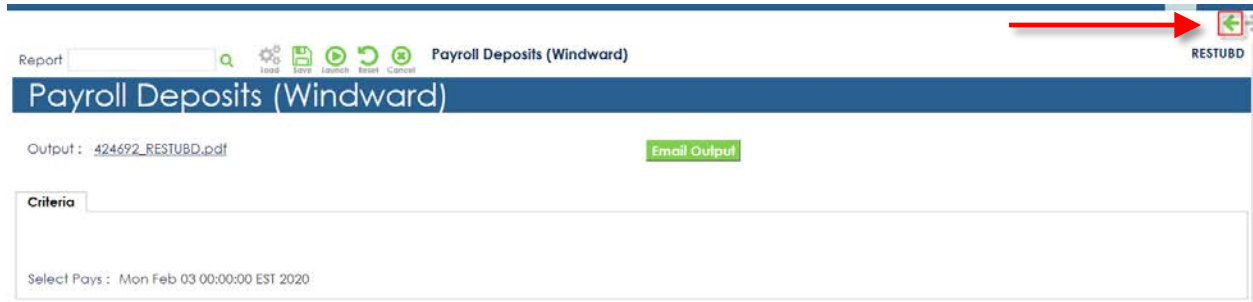 Report Load Save Launch Reset Cancel Payroll Deposits (Windward) RESTUBD
Payroll Deposits (Windward)
Output : 424692_RESTUBD.pdf Email Output
Criteria
Select Pays : Mon Feb 03 00:00:00 EST 2020